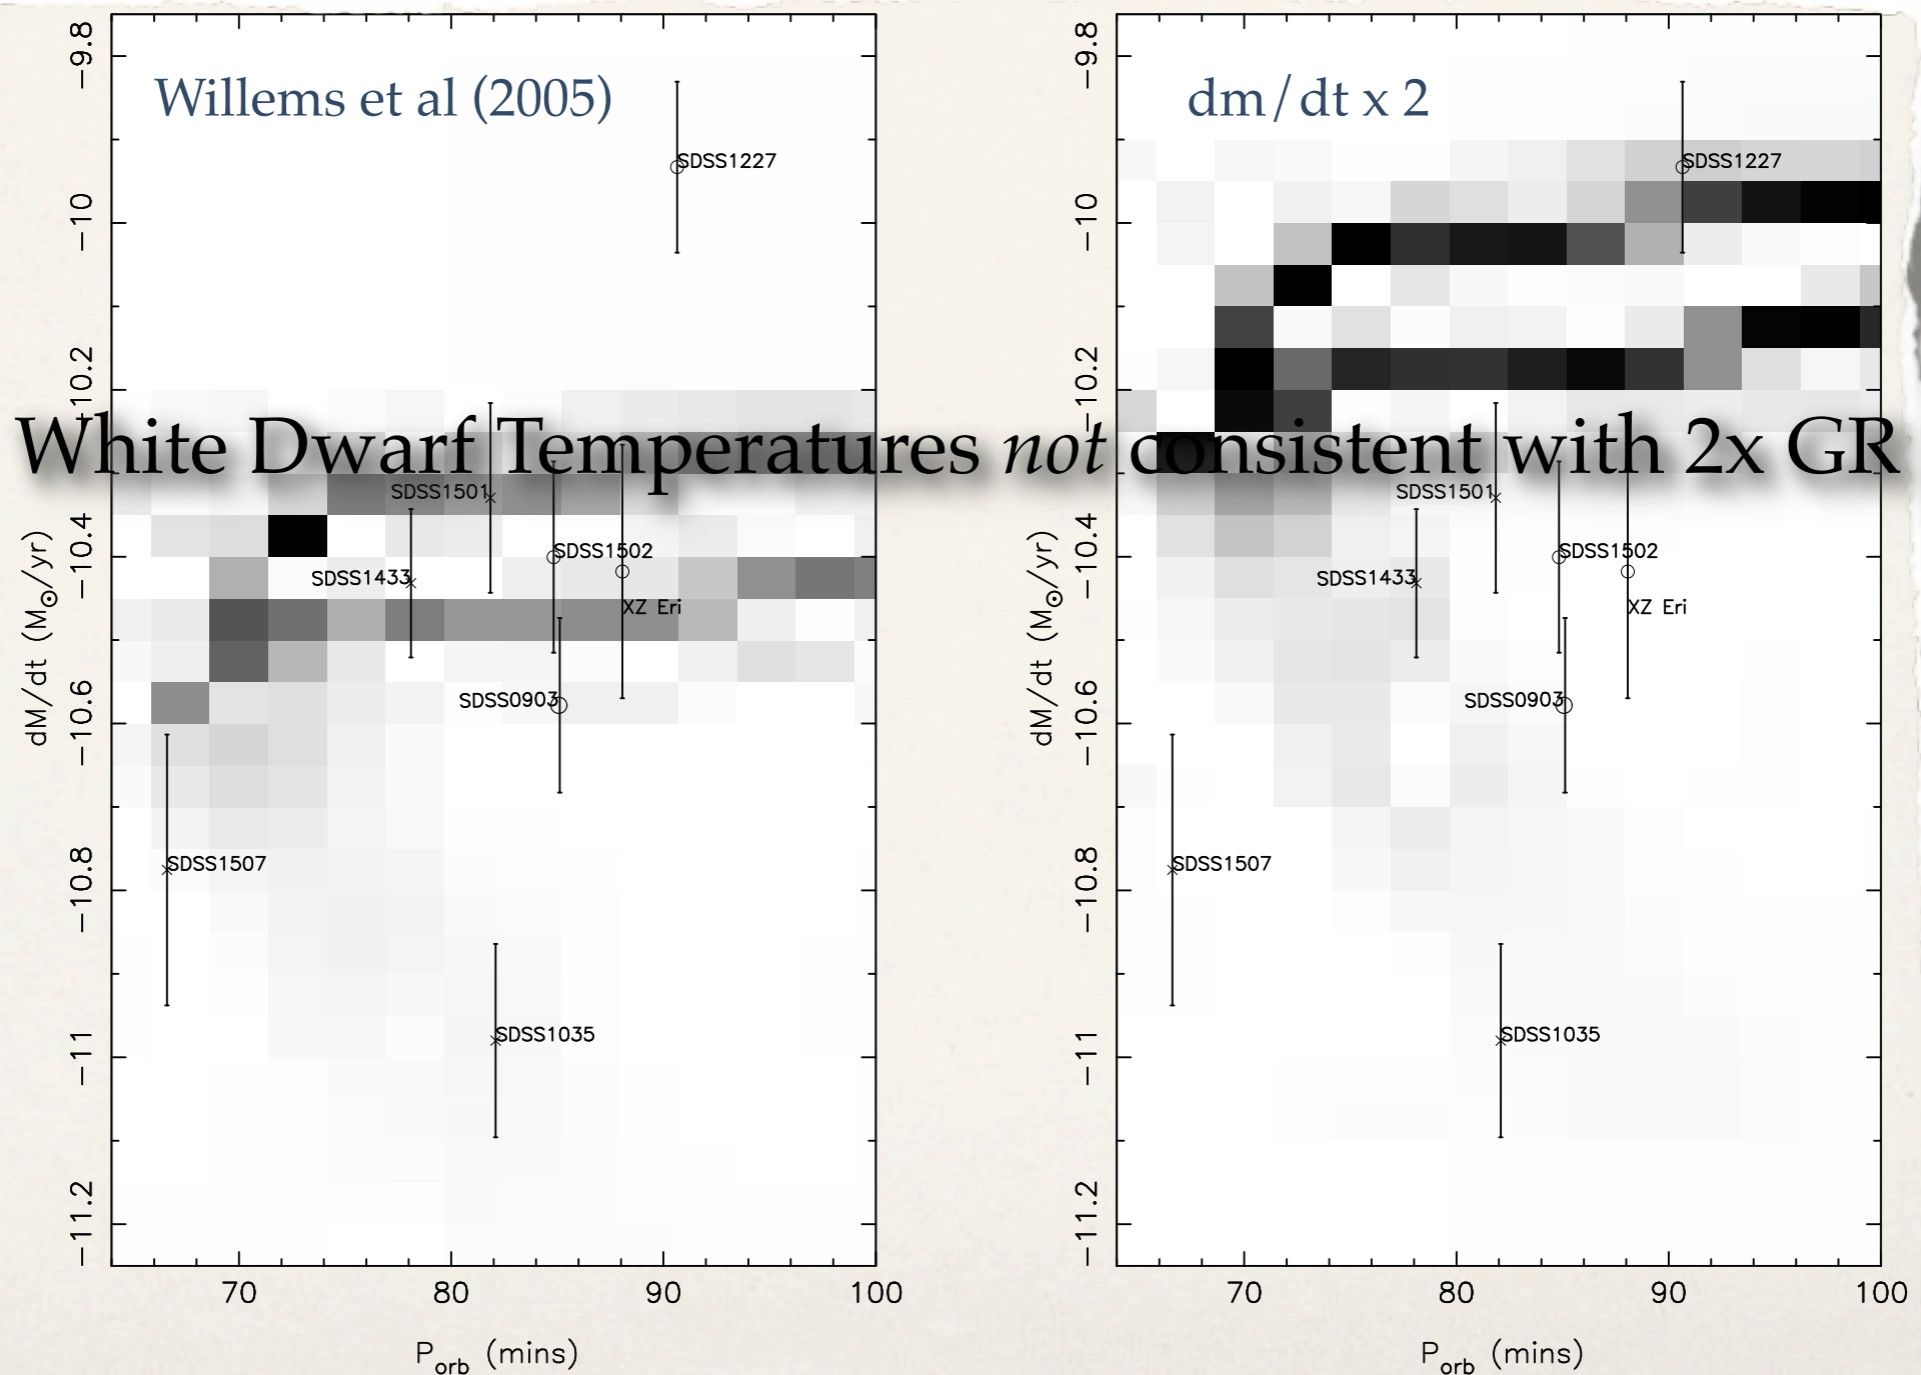 Willems et al (2005)
dm/dt x 2
White Dwarf Temperatures not consistent with 2x GR
−9.8
−10
−10.2
−10.4
−10.6
−10.8
−11
−11.2
dM/dt (M⊙/yr)
SDSS1227
SDSS1501
SDSS1502
SDSS1433
XZ Eri
SDSS0903
SDSS1507
SDSS1035
70 80 90 100
Porb (mins)
−9.8
−10
−10.2
−10.4
−10.6
−10.8
−11
−11.2
dM/dt (M⊙/yr)
SDSS1227
SDSS1501
SDSS1502
SDSS1433
XZ Eri
SDSS0903
SDSS1507
SDSS1035
70 80 90 100
Porb (mins)